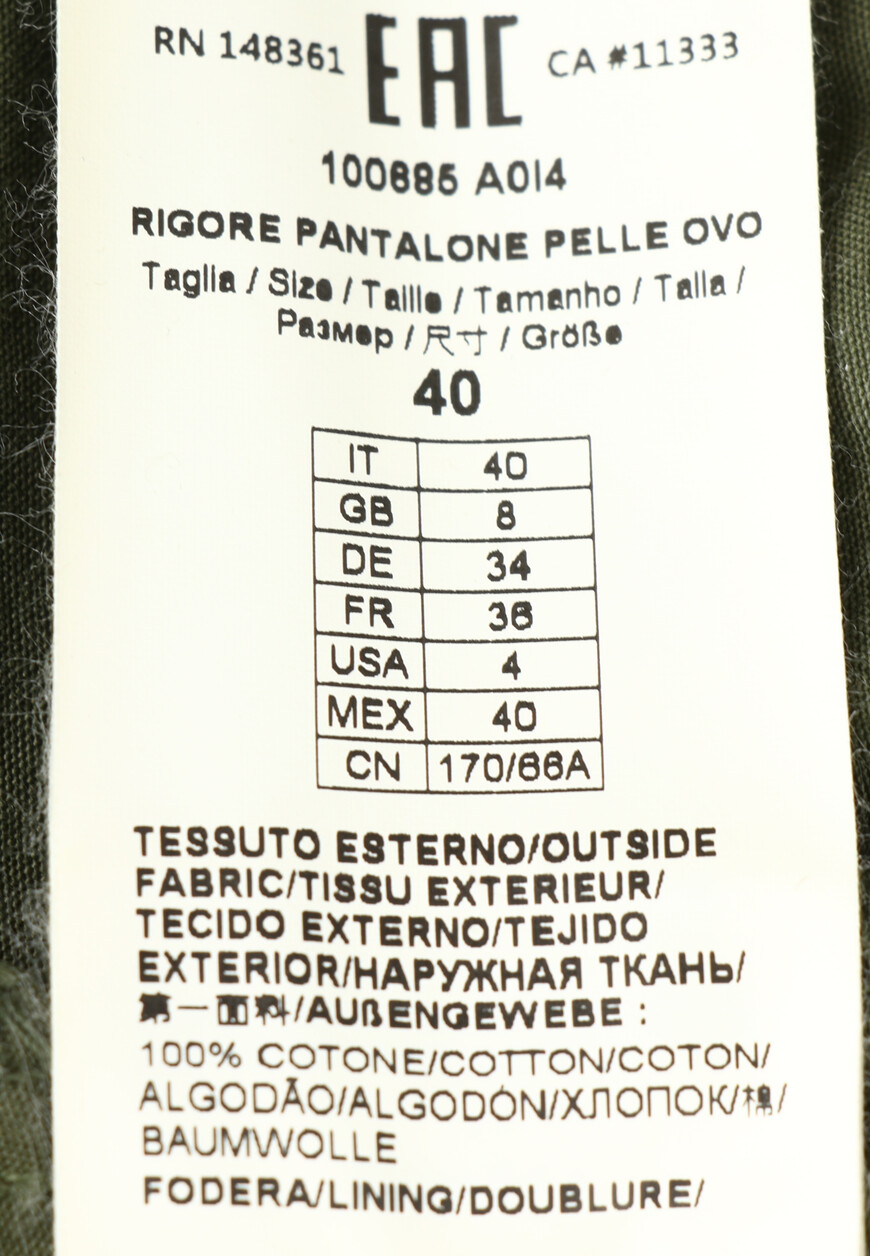 RN 148361 EAC CA #11333
100685 A0I4
RIGORE PANTALONE PELLE OVO
Taglia / Size / Taille / Tamanho / Talla /
Размер / 尺寸 / Größe
40
IT 40
GB 8
DE 34
FR 36
USA 4
MEX 40
CN 170/66A
TESSUTO ESTERNO/OUTSIDE
FABRIC/TISSU EXTERIEUR/
TECIDO EXTERNO/TEJIDO
EXTERIOR/НАРУЖНАЯ ТКАНЬ/
第一面料/AUßENGEWEBE :
100% COTONE/COTTON/COTON/
ALGODÃO/ALGODÓN/ХЛОПОК/棉/
BAUMWOLLE
FODERA/LINING/DOUBLURE/